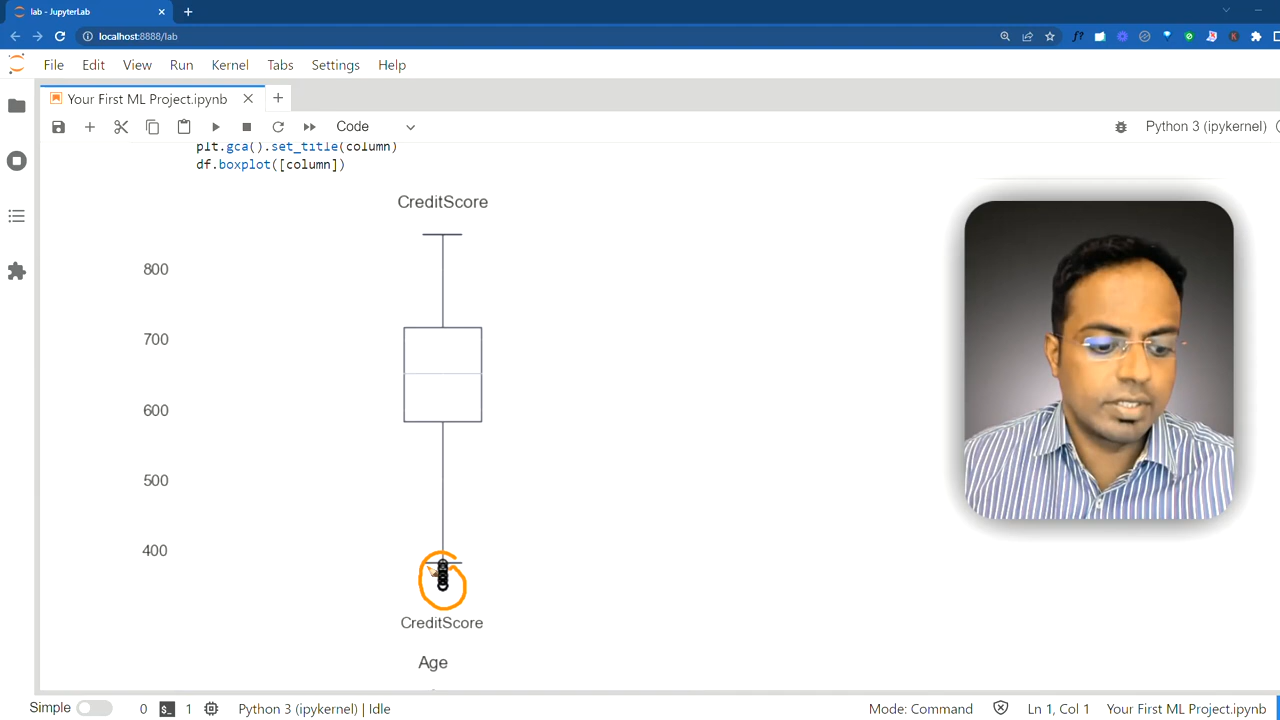 lab - JupyterLab
localhost:8888/lab
File Edit View Run Kernel Tabs Settings Help
Your First ML Project.ipynb
Code
Python 3 (ipykernel)
plt.gca().set_title(column)
df.boxplot([column])
CreditScore
800
700
600
500
400
CreditScore
Age
Simple 0 1 Python 3 (ipykernel) | Idle Mode: Command Ln 1, Col 1 Your First ML Project.ipynb